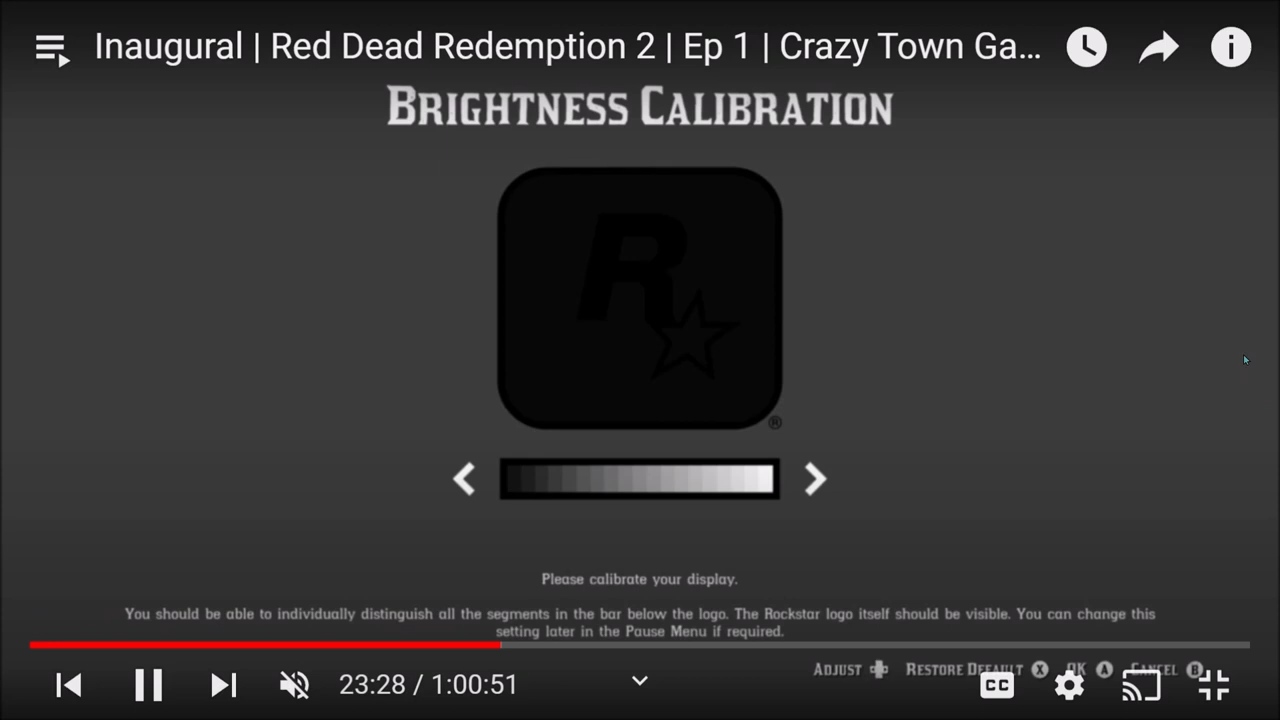 Inaugural | Red Dead Redemption 2 | Ep 1 | Crazy Town Ga...
BRIGHTNESS CALIBRATION
R
®
Please calibrate your display.
You should be able to individually distinguish all the segments in the bar below the logo. The Rockstar logo itself should be visible. You can change this
setting later in the Pause Menu if required.
ADJUST RESTORE DEFAULT X OK A CANCEL B
23:28 / 1:00:51
CC